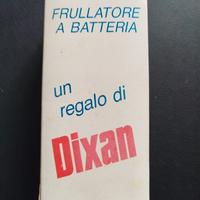 FRULLATORE
A BATTERIA
un
regalo di
Dixan